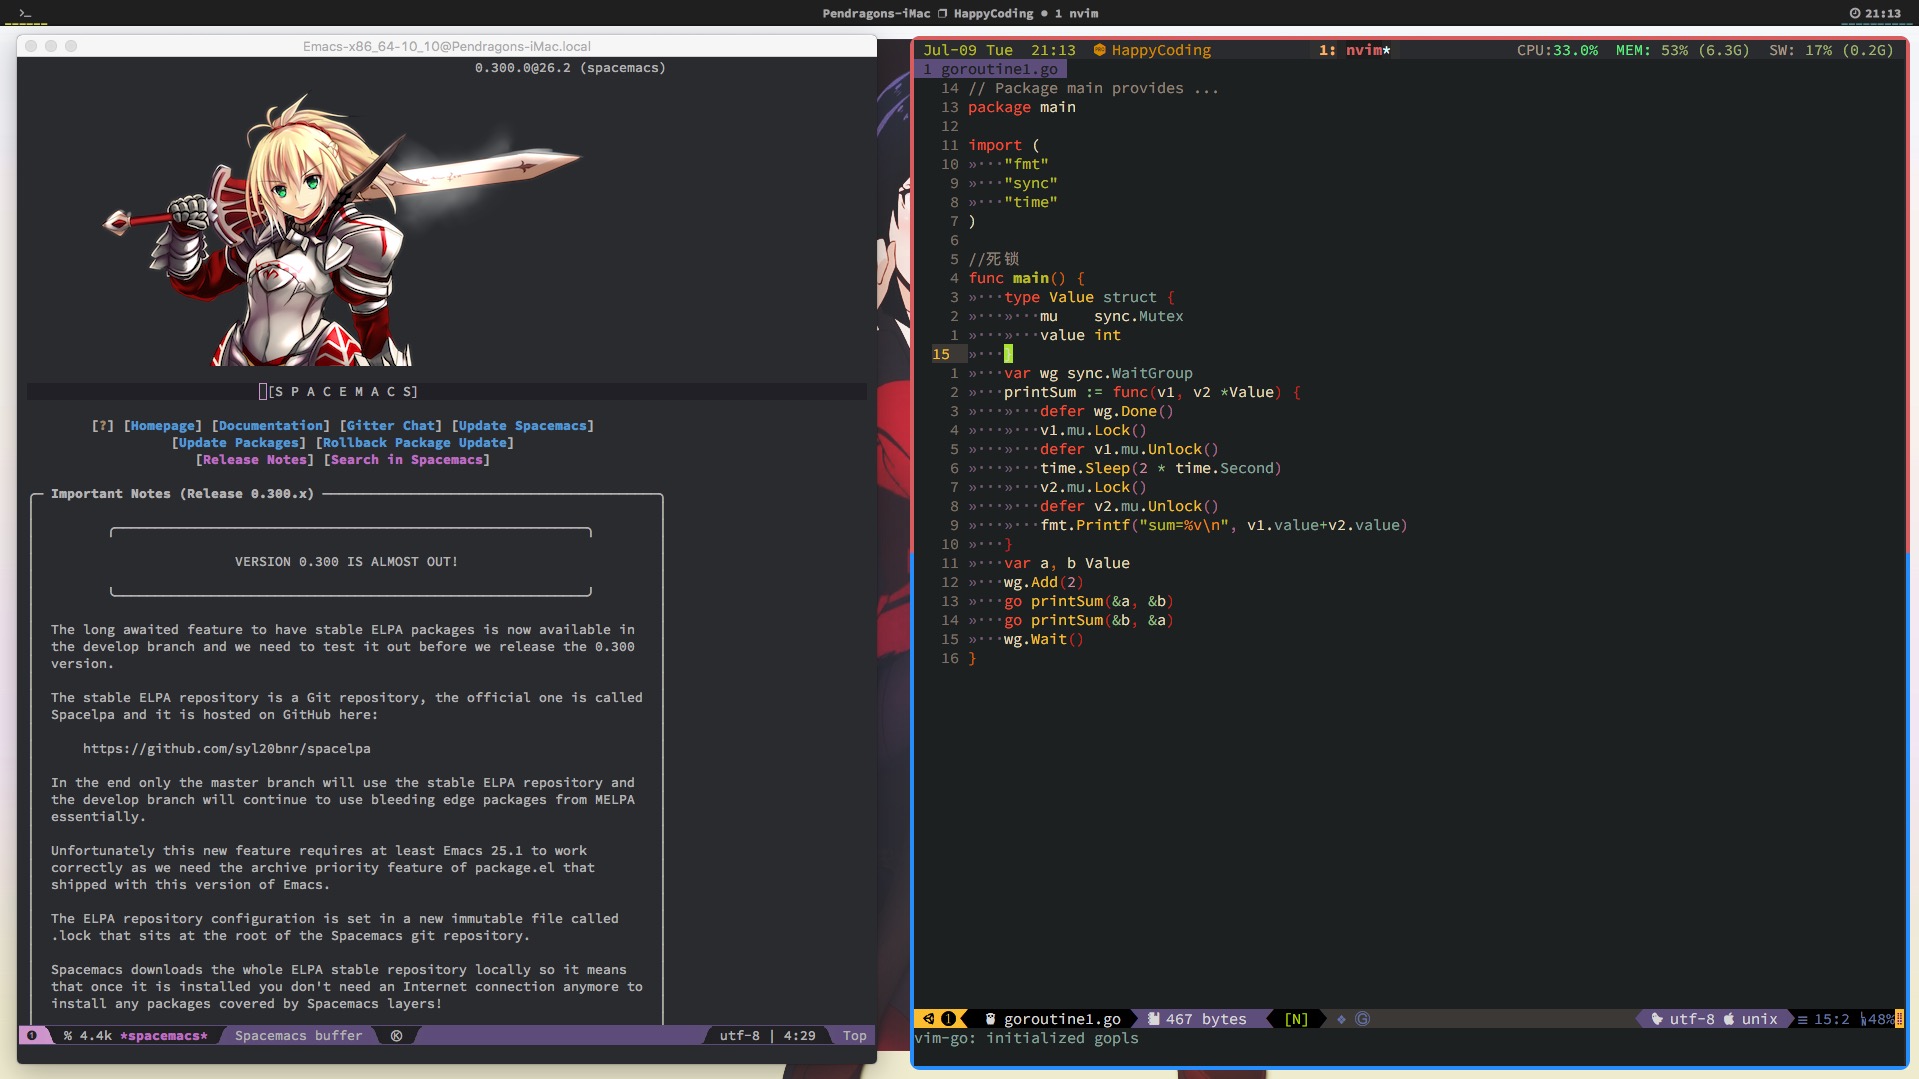 >_
Pendragons-iMac ❐ HappyCoding ● 1 nvim
21:13
Emacs-x86_64-10_10@Pendragons-iMac.local
0.300.0@26.2 (spacemacs)
[S P A C E M A C S]
[?] [Homepage] [Documentation] [Gitter Chat] [Update Spacemacs]
[Update Packages] [Rollback Package Update]
[Release Notes] [Search in Spacemacs]
Important Notes (Release 0.300.x)
VERSION 0.300 IS ALMOST OUT!
The long awaited feature to have stable ELPA packages is now available in
the develop branch and we need to test it out before we release the 0.300
version.
The stable ELPA repository is a Git repository, the official one is called
Spacelpa and it is hosted on GitHub here:
https://github.com/syl20bnr/spacelpa
In the end only the master branch will use the stable ELPA repository and
the develop branch will continue to use bleeding edge packages from MELPA
essentially.
Unfortunately this new feature requires at least Emacs 25.1 to work
correctly as we need the archive priority feature of package.el that
shipped with this version of Emacs.
The ELPA repository configuration is set in a new immutable file called
.lock that sits at the root of the Spacemacs git repository.
Spacemacs downloads the whole ELPA stable repository locally so it means
that once it is installed you don't need an Internet connection anymore to
install any packages covered by Spacemacs layers!
❶ % 4.4k *spacemacs* Spacemacs buffer Ⓚ utf-8 | 4:29 Top
Jul-09 Tue 21:13 HappyCoding 1: nvim* CPU:33.0% MEM: 53% (6.3G) SW: 17% (0.2G)
1 goroutine1.go
14 // Package main provides ...
13 package main
12
11 import (
10 »···"fmt"
9 »···"sync"
8 »···"time"
7 )
6
5 //死锁
4 func main() {
3 »···type Value struct {
2 »···»···mu    sync.Mutex
1 »···»···value int
15 »···}
1 »···var wg sync.WaitGroup
2 »···printSum := func(v1, v2 *Value) {
3 »···»···defer wg.Done()
4 »···»···v1.mu.Lock()
5 »···»···defer v1.mu.Unlock()
6 »···»···time.Sleep(2 * time.Second)
7 »···»···v2.mu.Lock()
8 »···»···defer v2.mu.Unlock()
9 »···»···fmt.Printf("sum=%v\n", v1.value+v2.value)
10 »···}
11 »···var a, b Value
12 »···wg.Add(2)
13 »···go printSum(&a, &b)
14 »···go printSum(&b, &a)
15 »···wg.Wait()
16 }
❶ goroutine1.go 467 bytes [N] Ⓖ utf-8 unix ≡ 15:2 48%
vim-go: initialized gopls